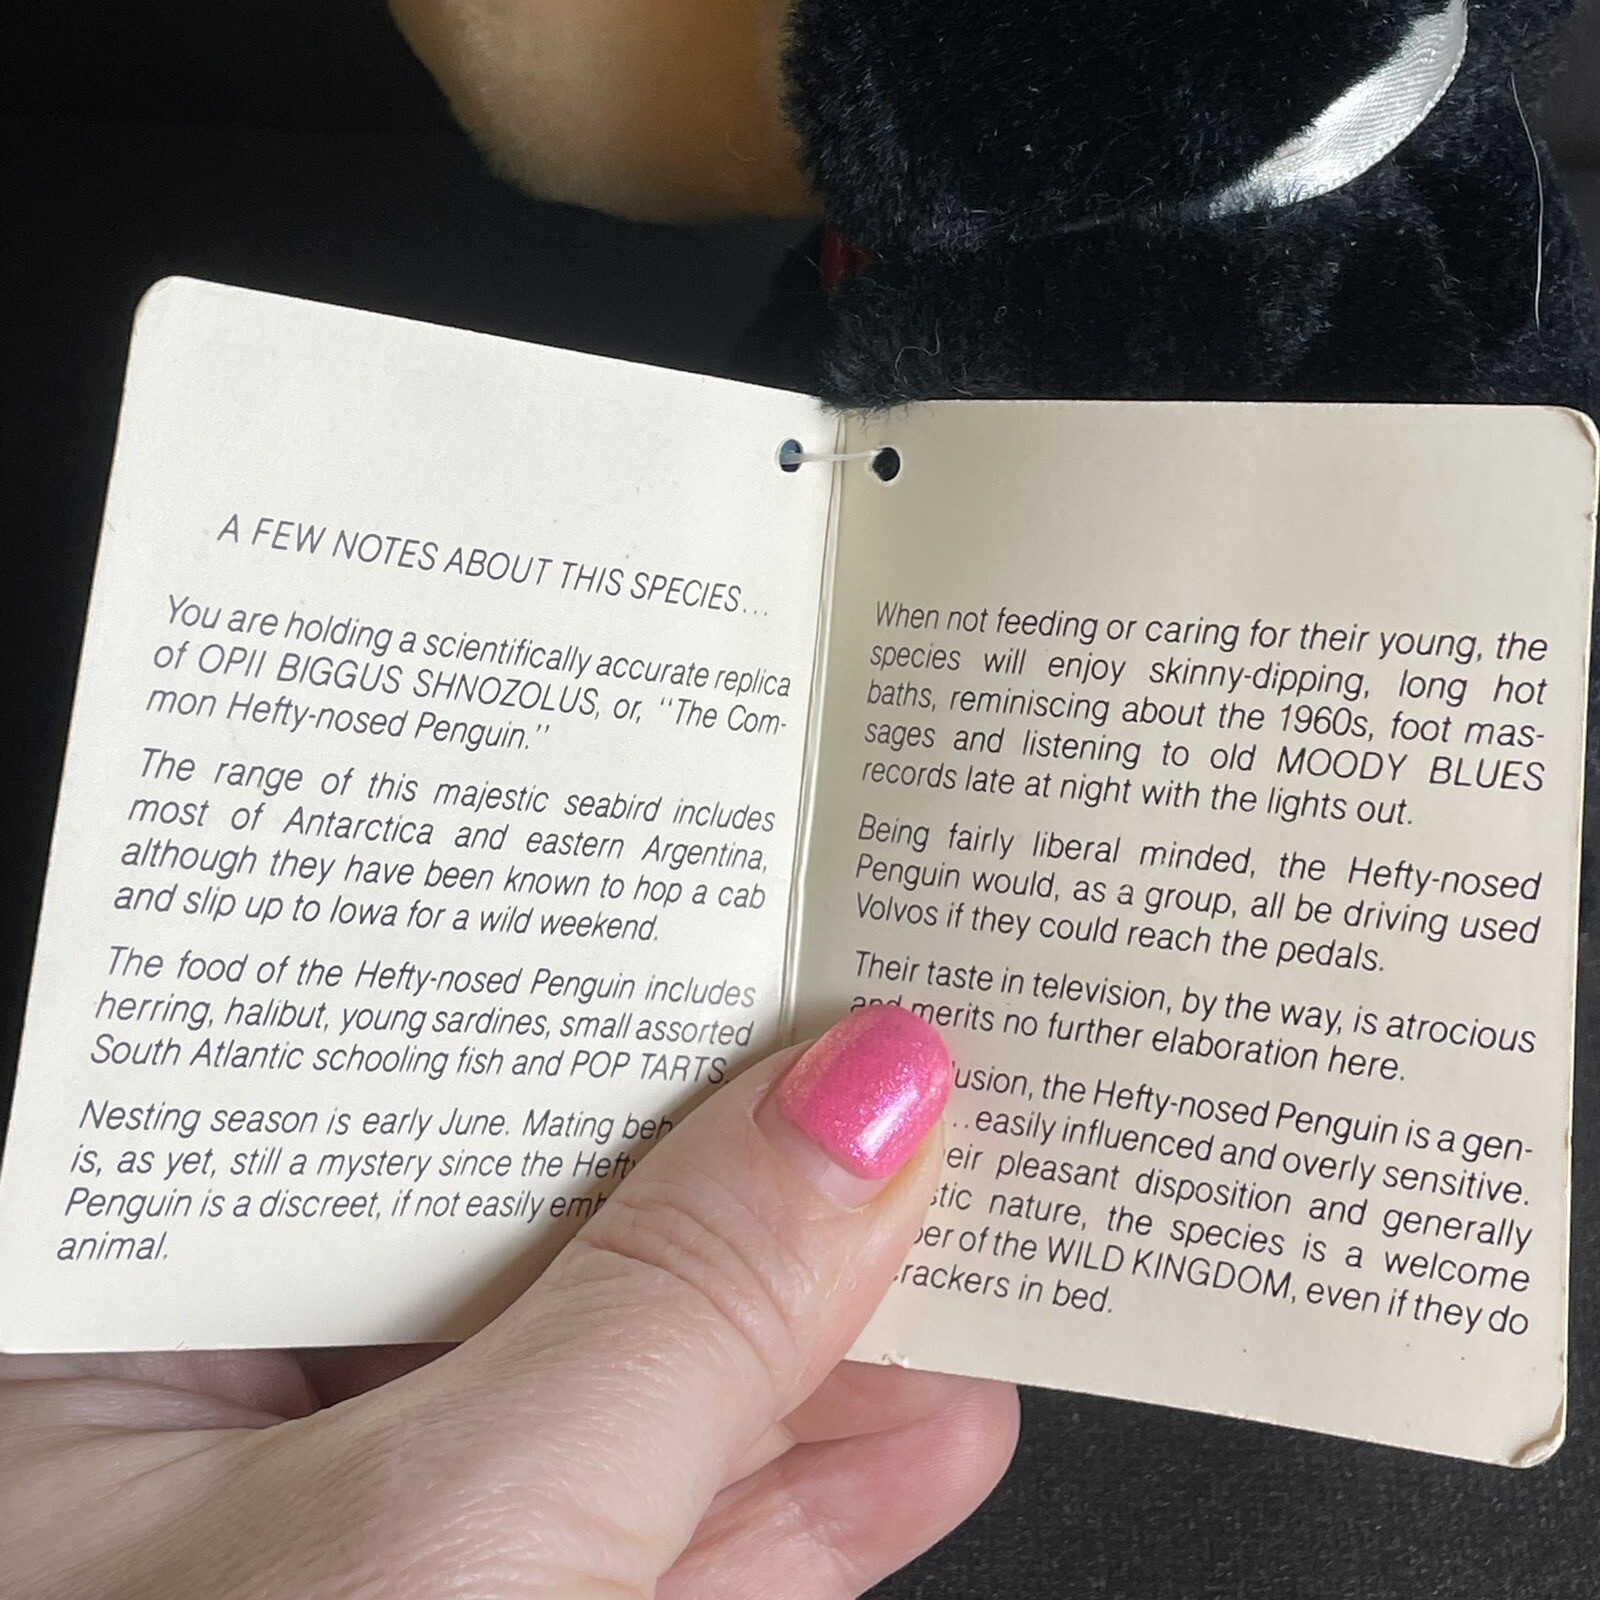 A FEW NOTES ABOUT THIS SPECIES...
You are holding a scientifically accurate replica
of OPII BIGGUS SHNOZOLUS, or, "The Com-
mon Hefty-nosed Penguin."
The range of this majestic seabird includes
most of Antarctica and eastern Argentina,
although they have been known to hop a cab
and slip up to Iowa for a wild weekend.
The food of the Hefty-nosed Penguin includes
herring, halibut, young sardines, small assorted
South Atlantic schooling fish and POP TARTS.
Nesting season is early June. Mating
is, as yet, still a mystery since the
Penguin is a discreet, if not easily
animal.
When not feeding or caring for their young, the
species will enjoy skinny-dipping, long hot
baths, reminiscing about the 1960s, foot mas-
sages and listening to old MOODY BLUES
records late at night with the lights out.
Being fairly liberal minded, the Hefty-nosed
Penguin would, as a group, all be driving used
Volvos if they could reach the pedals.
Their taste in television, by the way, is atrocious
and merits no further elaboration here.
the Hefty-nosed Penguin is a gen-
...easily influenced and overly sensitive.
pleasant disposition and generally
nature, the species is a welcome
of the WILD KINGDOM, even if they do
in bed.